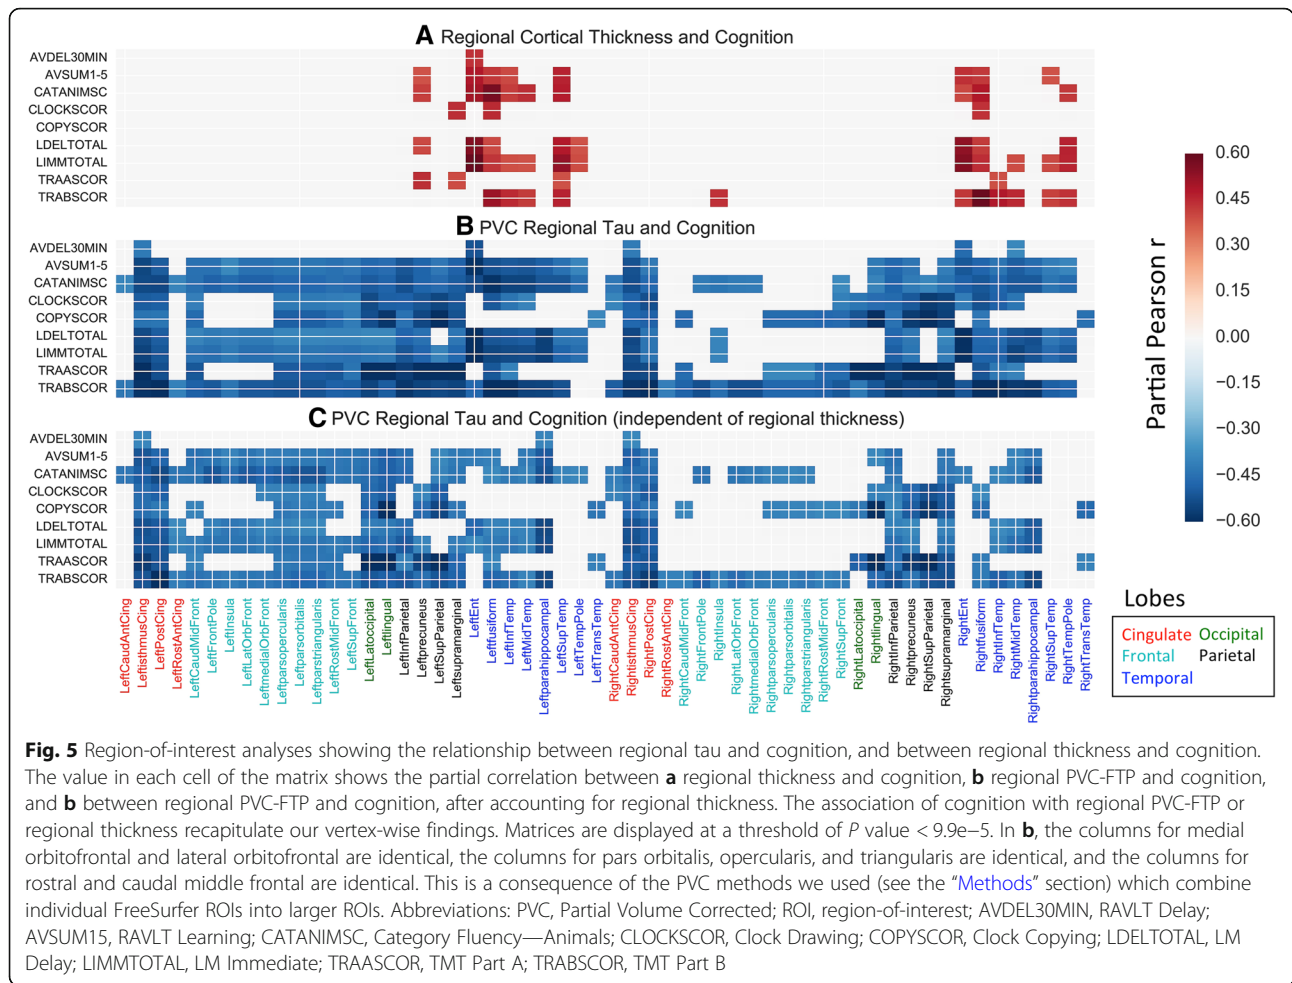 A Regional Cortical Thickness and Cognition
AVDEL30MIN
AVSUM1-5
CATANIMSC
CLOCKSCOR
COPYSCOR
LDELTOTAL
LIMMTOTAL
TRAASCOR
TRABSCOR
B PVC Regional Tau and Cognition
AVDEL30MIN
AVSUM1-5
CATANIMSC
CLOCKSCOR
COPYSCOR
LDELTOTAL
LIMMTOTAL
TRAASCOR
TRABSCOR
C PVC Regional Tau and Cognition (independent of regional thickness)
AVDEL30MIN
AVSUM1-5
CATANIMSC
CLOCKSCOR
COPYSCOR
LDELTOTAL
LIMMTOTAL
TRAASCOR
TRABSCOR
LeftCaudAntCing
LeftisthmusCing
LeftPostCing
LeftRostAntCing
LeftCaudMidFront
LeftFrontPole
LeftInsula
LeftLatOrbFront
LeftmedialOrbFront
Leftparsopercularis
Leftparsorbitalis
Leftparstriangularis
LeftRostMidFront
LeftSupFront
LeftLatoccipital
LeftLingual
LeftInfParietal
Leftprecuneus
LeftSupParietal
Leftsupramarginal
LeftEnt
Leftfusiform
LeftInfTemp
LeftMidTemp
Leftparahippocampal
LeftSupTemp
LeftTempPole
LeftTransTemp
RightCaudAntCing
RightisthmusCing
RightPostCing
RightRostAntCing
RightCaudMidFront
RightFrontPole
RightInsula
RightLatOrbFront
RightmedialOrbFront
Rightparsopercularis
Rightparsorbitalis
Rightparstriangularis
RightRostMidFront
RightSupFront
RightLatoccipital
RightLingual
RightInfParietal
Rightprecuneus
RightSupParietal
Rightsupramarginal
RightEnt
Rightfusiform
RightInfTemp
RightMidTemp
Rightparahippocampal
RightSupTemp
RightTempPole
RightTransTemp
Partial Pearson r
0.60
0.45
0.30
0.15
0.00
−0.15
−0.30
−0.45
−0.60
Lobes
Cingulate Occipital
Frontal Parietal
Temporal
Fig. 5 Region-of-interest analyses showing the relationship between regional tau and cognition, and between regional thickness and cognition.
The value in each cell of the matrix shows the partial correlation between a regional thickness and cognition, b regional PVC-FTP and cognition,
and b between regional PVC-FTP and cognition, after accounting for regional thickness. The association of cognition with regional PVC-FTP or
regional thickness recapitulate our vertex-wise findings. Matrices are displayed at a threshold of P value < 9.9e−5. In b, the columns for medial
orbitofrontal and lateral orbitofrontal are identical, the columns for pars orbitalis, opercularis, and triangularis are identical, and the columns for
rostral and caudal middle frontal are identical. This is a consequence of the PVC methods we used (see the “Methods” section) which combine
individual FreeSurfer ROIs into larger ROIs. Abbreviations: PVC, Partial Volume Corrected; ROI, region-of-interest; AVDEL30MIN, RAVLT Delay;
AVSUM15, RAVLT Learning; CATANIMSC, Category Fluency—Animals; CLOCKSCOR, Clock Drawing; COPYSCOR, Clock Copying; LDELTOTAL, LM
Delay; LIMMTOTAL, LM Immediate; TRAASCOR, TMT Part A; TRABSCOR, TMT Part B